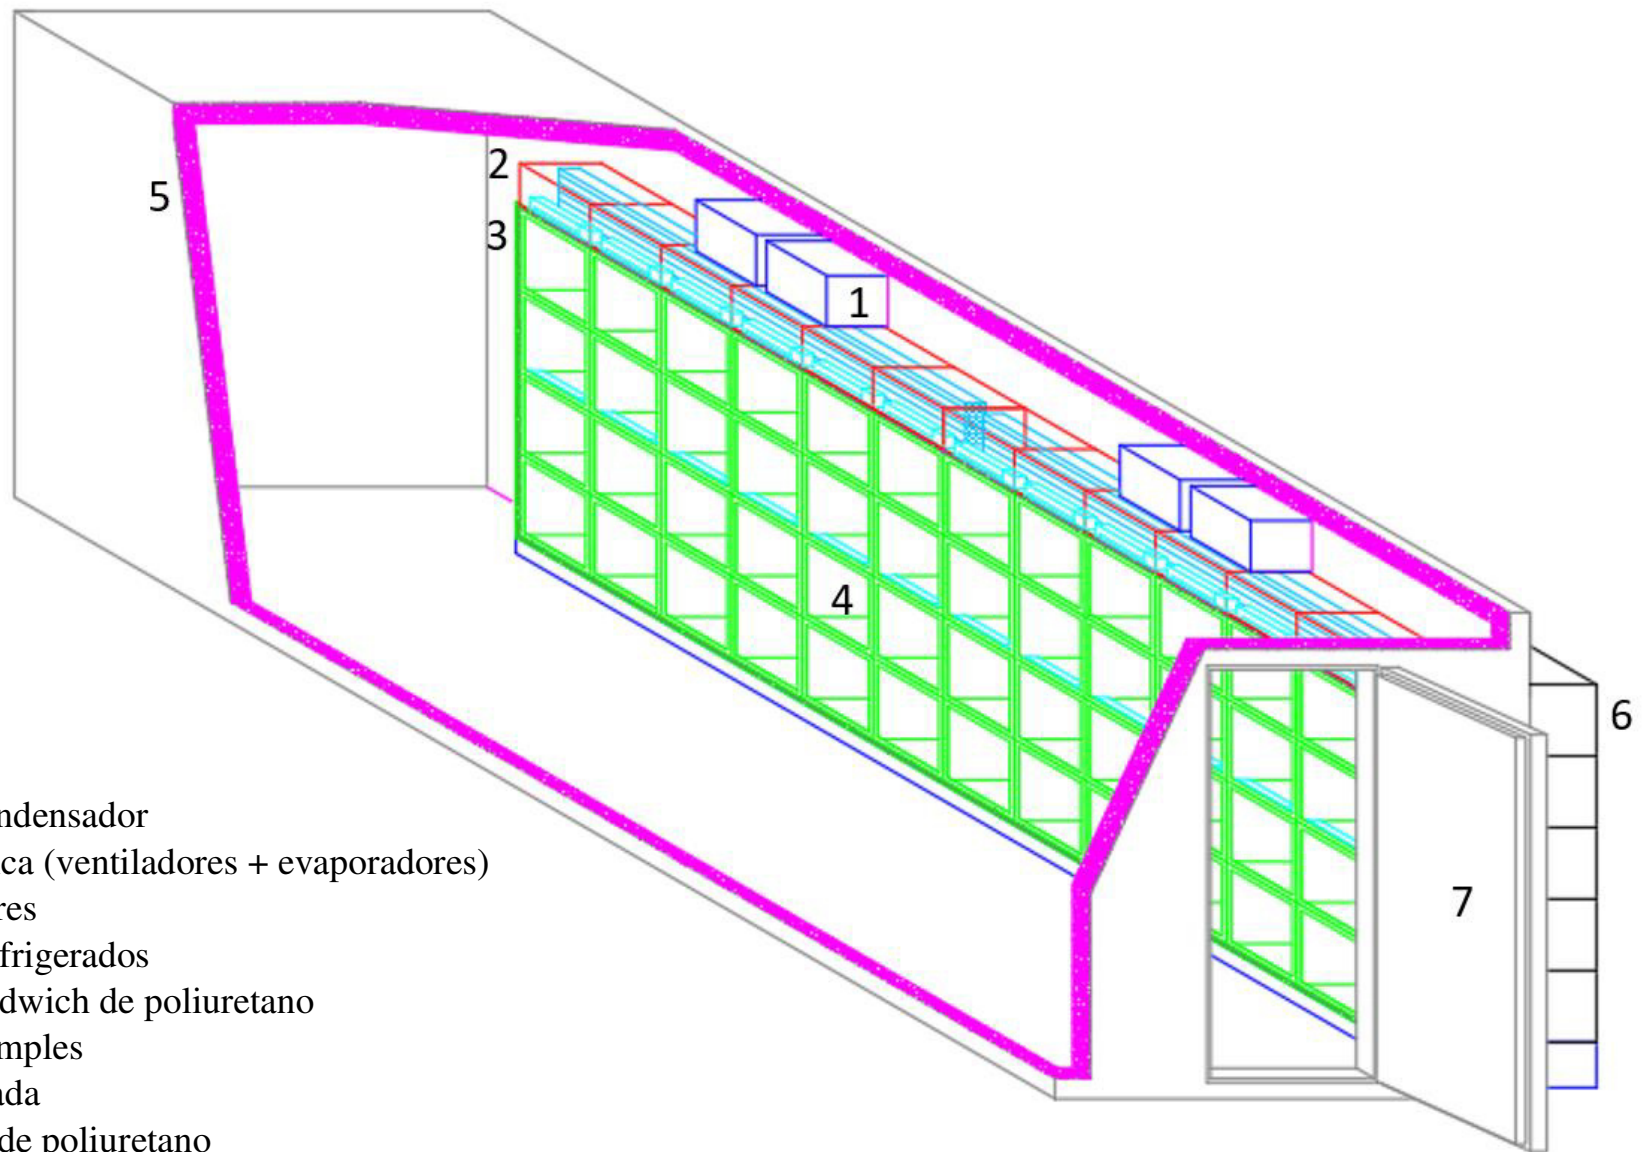 2
5
3
1
4
6
7
ndensador
ca (ventiladores + evaporadores)
res
frigerados
dwich de poliuretano
mples
ada
de poliuretano